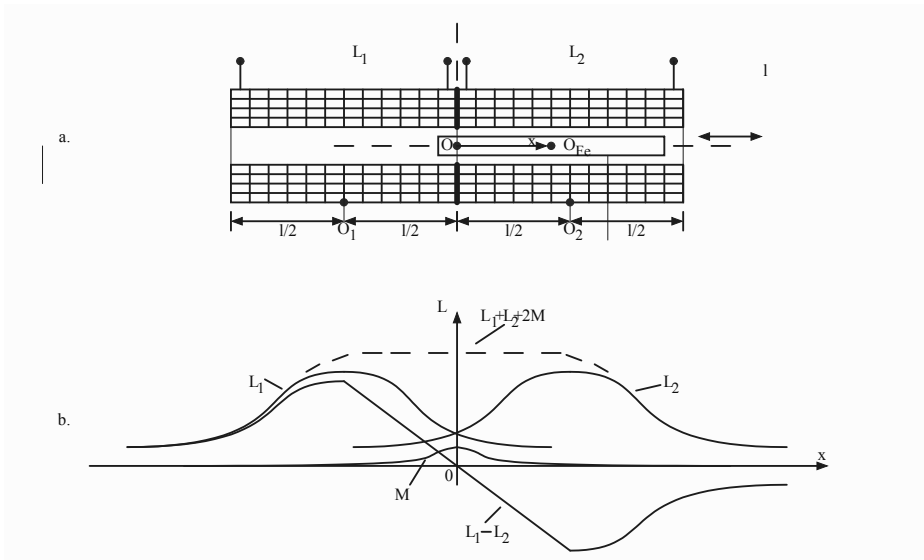 L1 L2
l
a.
O x OFe
l/2 O1 l/2 l/2 O2 l/2
L
L1+L2+2M
L1 L2
b.
x
0
M
L1−L2